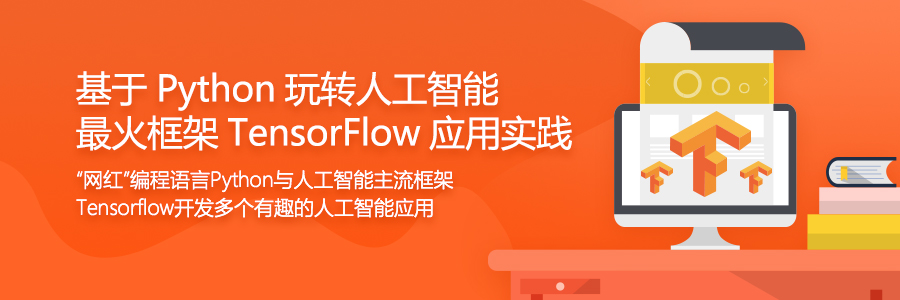 基于 Python 玩转人工智能
最火框架 TensorFlow 应用实践
“网红”编程语言Python与人工智能主流框架
Tensorflow开发多个有趣的人工智能应用